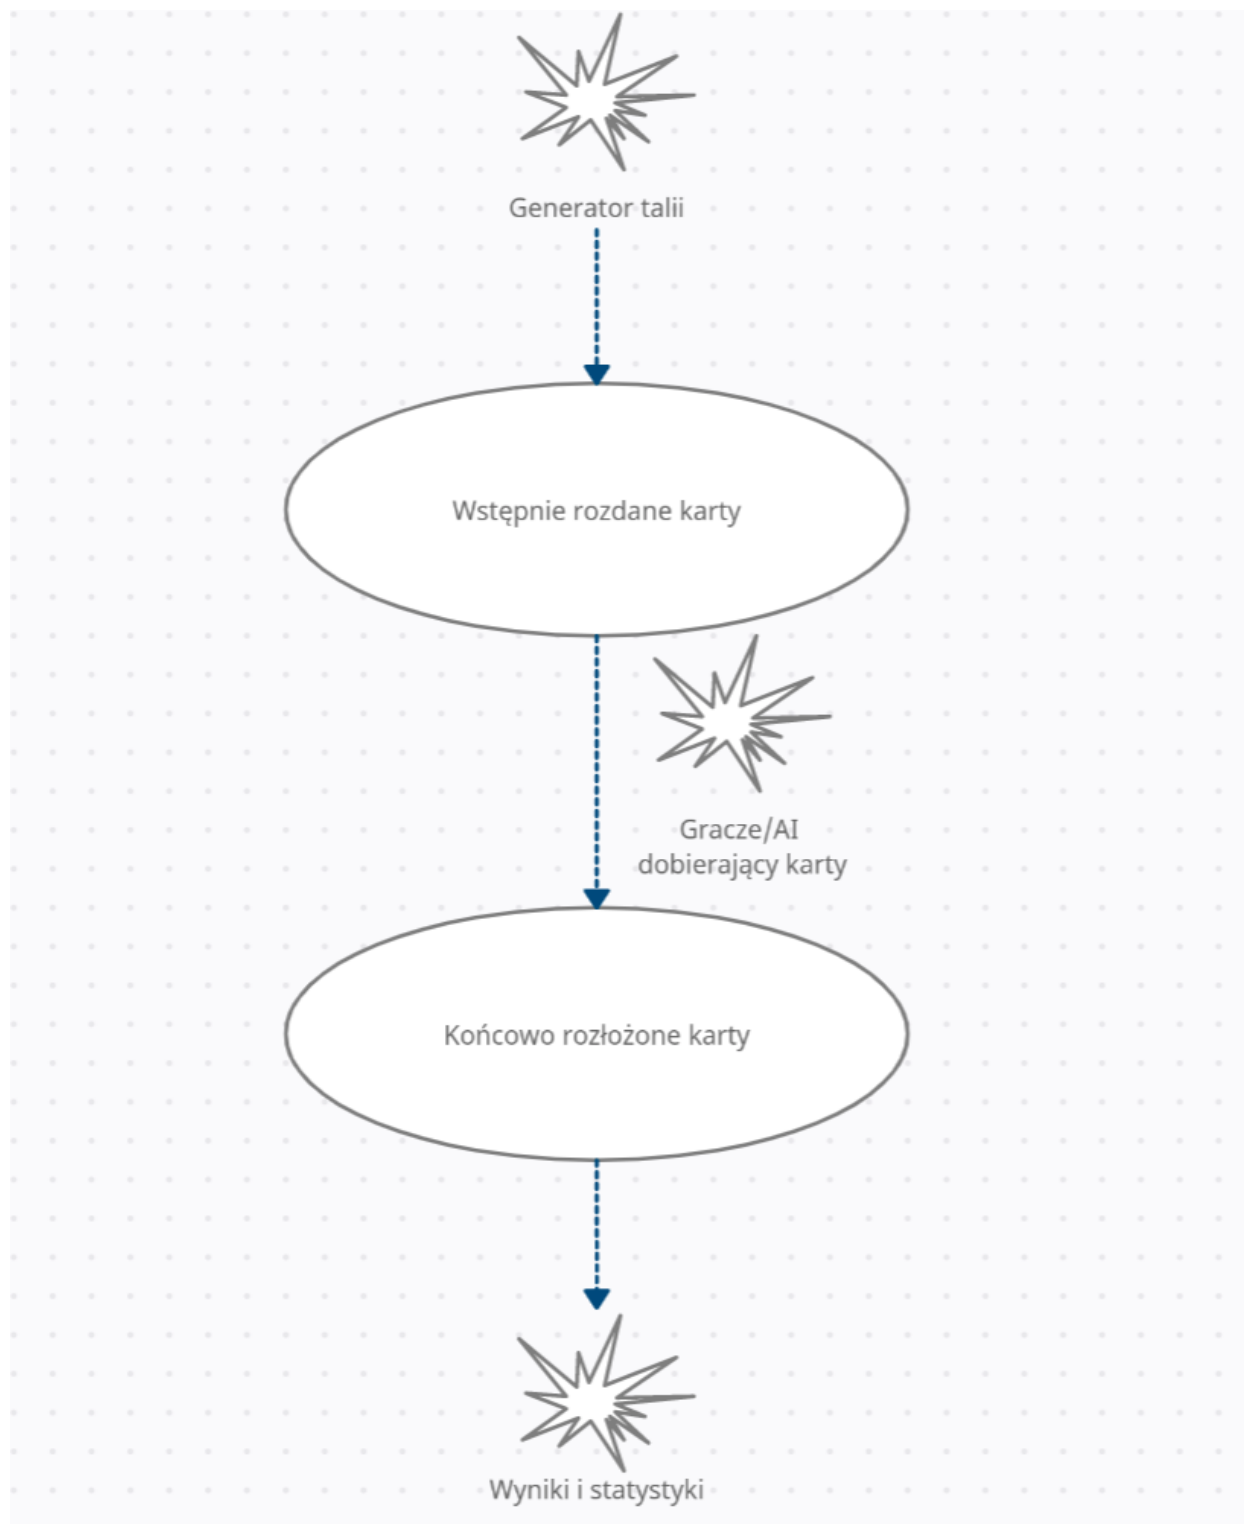 Generator talii
Wstępnie rozdane karty
Gracze/AI
dobierający karty
Końcowo rozłożone karty
Wyniki i statystyki